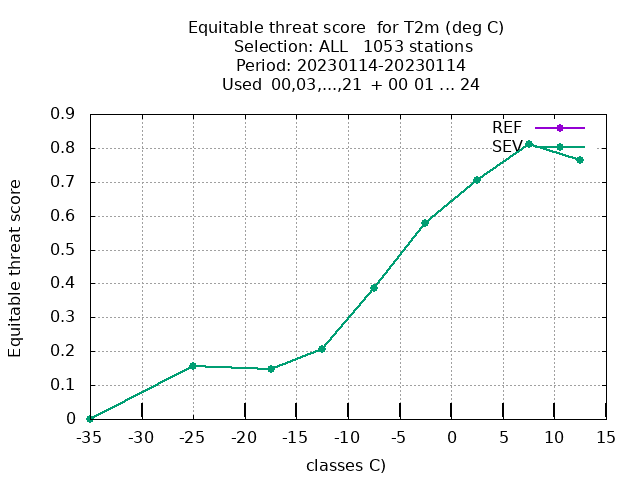 Equitable threat score  for T2m (deg C)
Selection: ALL   1053 stations
Period: 20230114-20230114
Used  00,03,...,21  + 00 01 ... 24
REF
SEV
0.9
0.8
0.7
0.6
0.5
0.4
0.3
0.2
0.1
0
Equitable threat score
-35 -30 -25 -20 -15 -10 -5 0 5 10 15
classes C)